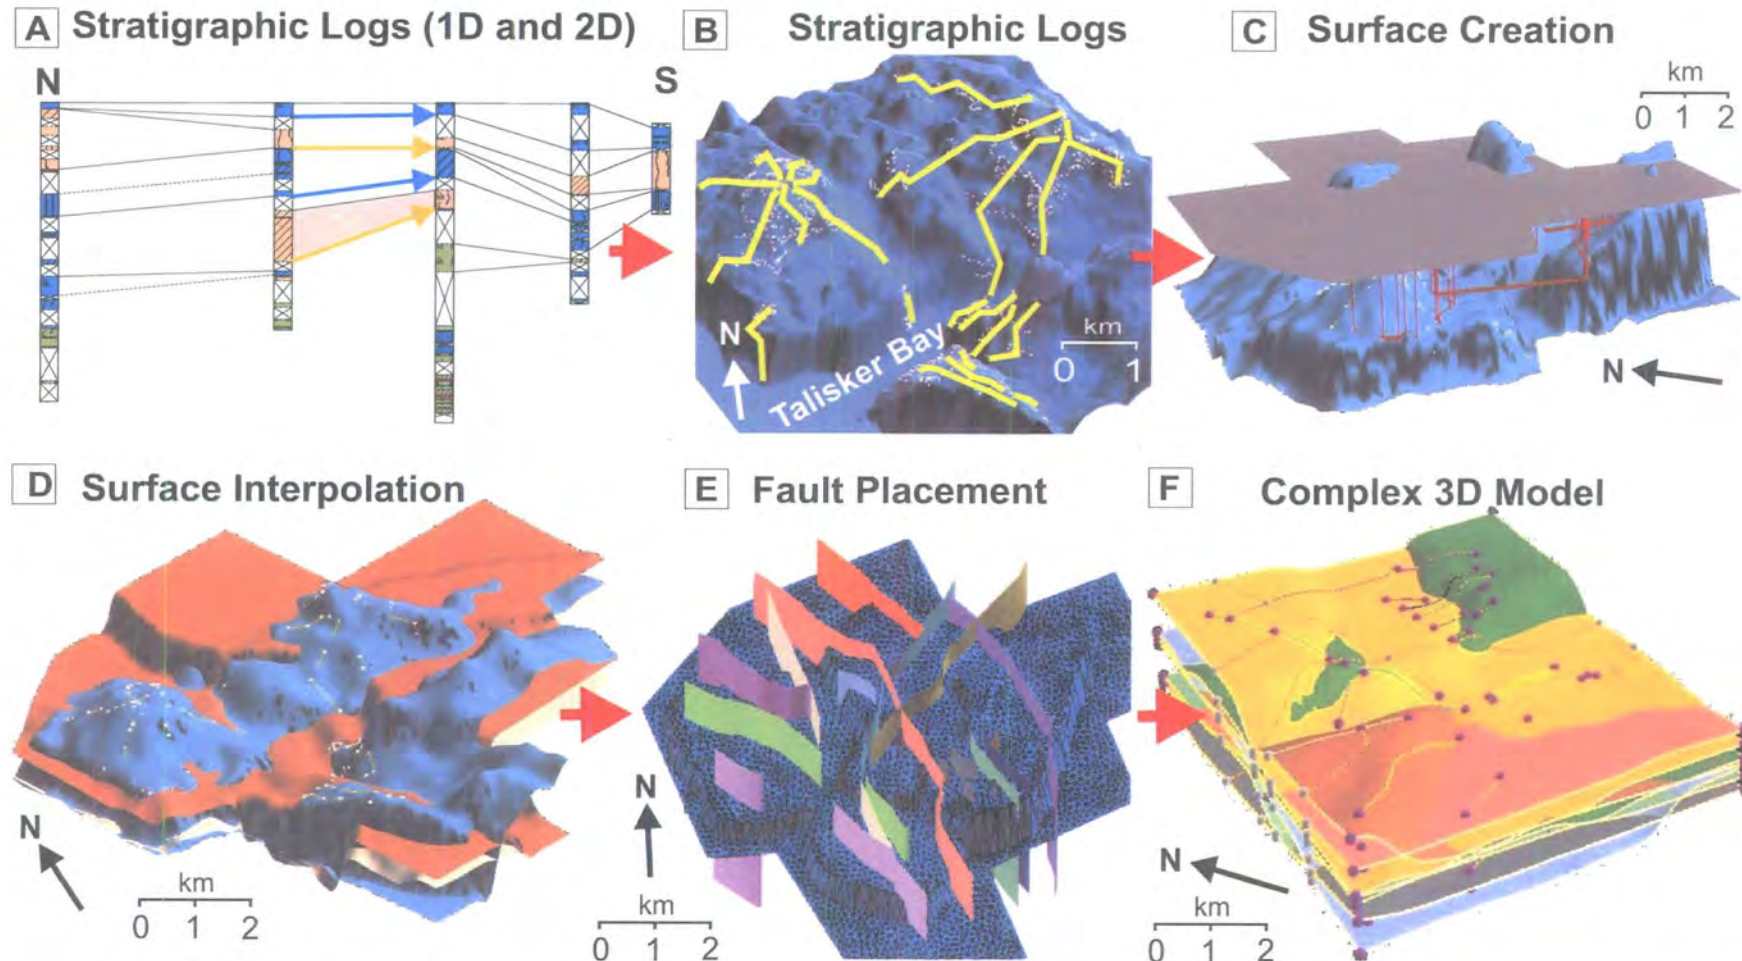 A Stratigraphic Logs (1D and 2D)
N
S
B Stratigraphic Logs
N
Talisker Bay
km
0 1
C Surface Creation
km
0 1 2
N
D Surface Interpolation
N
km
0 1 2
E Fault Placement
N
km
0 1 2
F Complex 3D Model
N
km
0 1 2